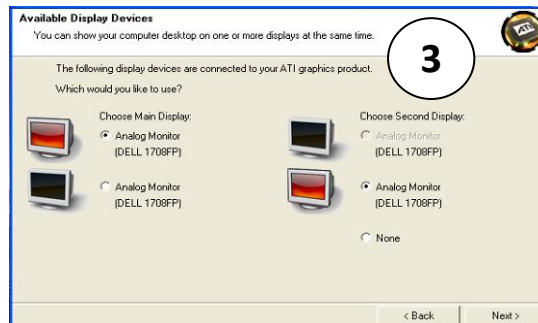 Available Display Devices
You can show your computer desktop on one or more displays at the same time.
ATI
3
The following display devices are connected to your ATI graphics product.
Which would you like to use?
Choose Main Display:
Analog Monitor
(DELL 1708FP)
Analog Monitor
(DELL 1708FP)
Choose Second Display:
Analog Monitor
(DELL 1708FP)
Analog Monitor
(DELL 1708FP)
None
< Back
Next >